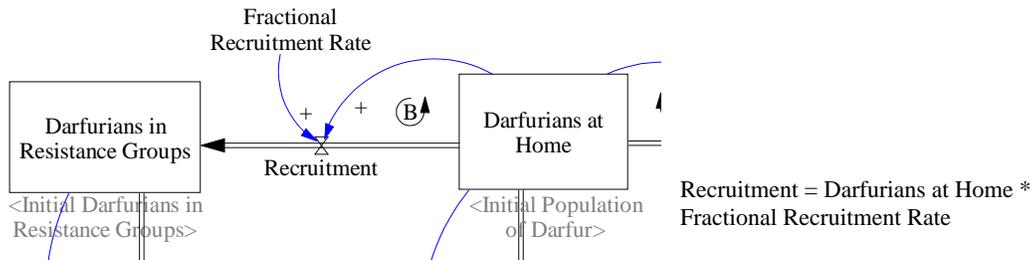 Fractional
Recruitment Rate
+
+
B
Darfurians in
Resistance Groups
Darfurians at
Home
Recruitment
<Initial Darfurians in
Resistance Groups>
<Initial Population
of Darfur>
Recruitment = Darfurians at Home *
Fractional Recruitment Rate